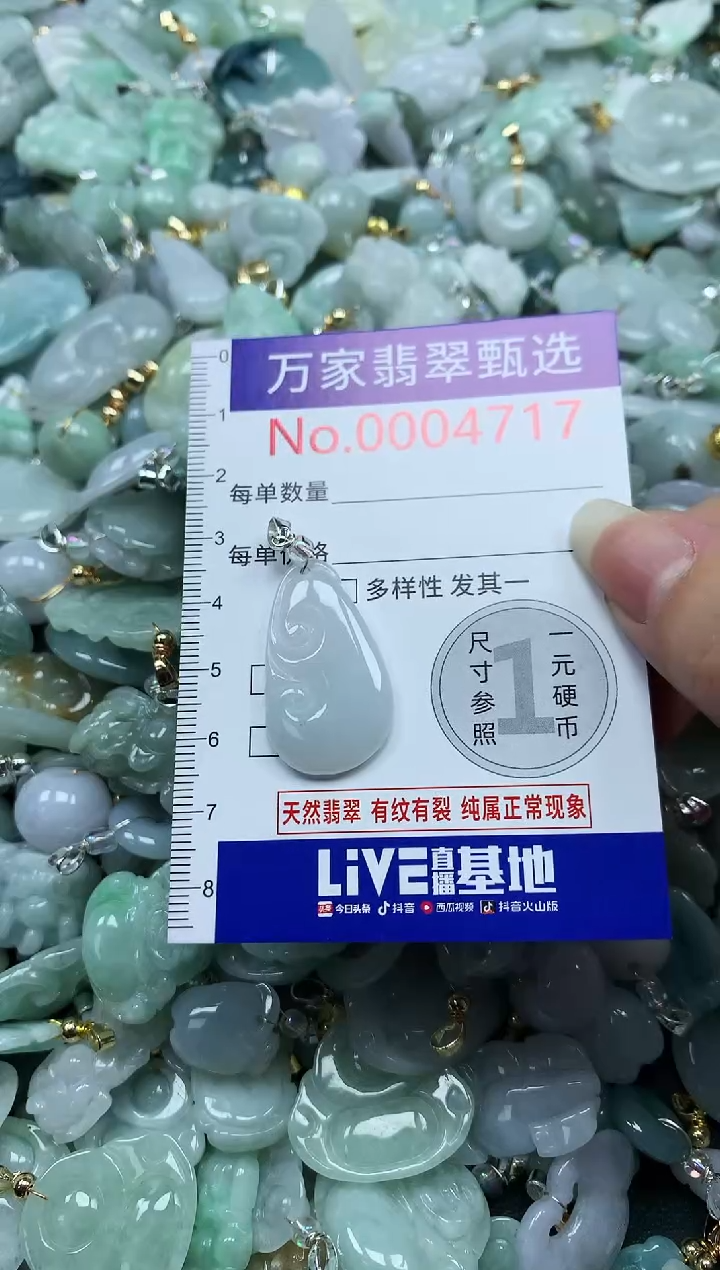 万家翡翠甄选
No.0004717
每单数量
每单价格
多样性 发其一
尺寸参照
1
一元硬币
天然翡翠 有纹有裂 纯属正常现象
LiVE直播基地
头条 今日头条 抖音 西瓜视频 抖音火山版
0
1
2
3
4
5
6
7
8